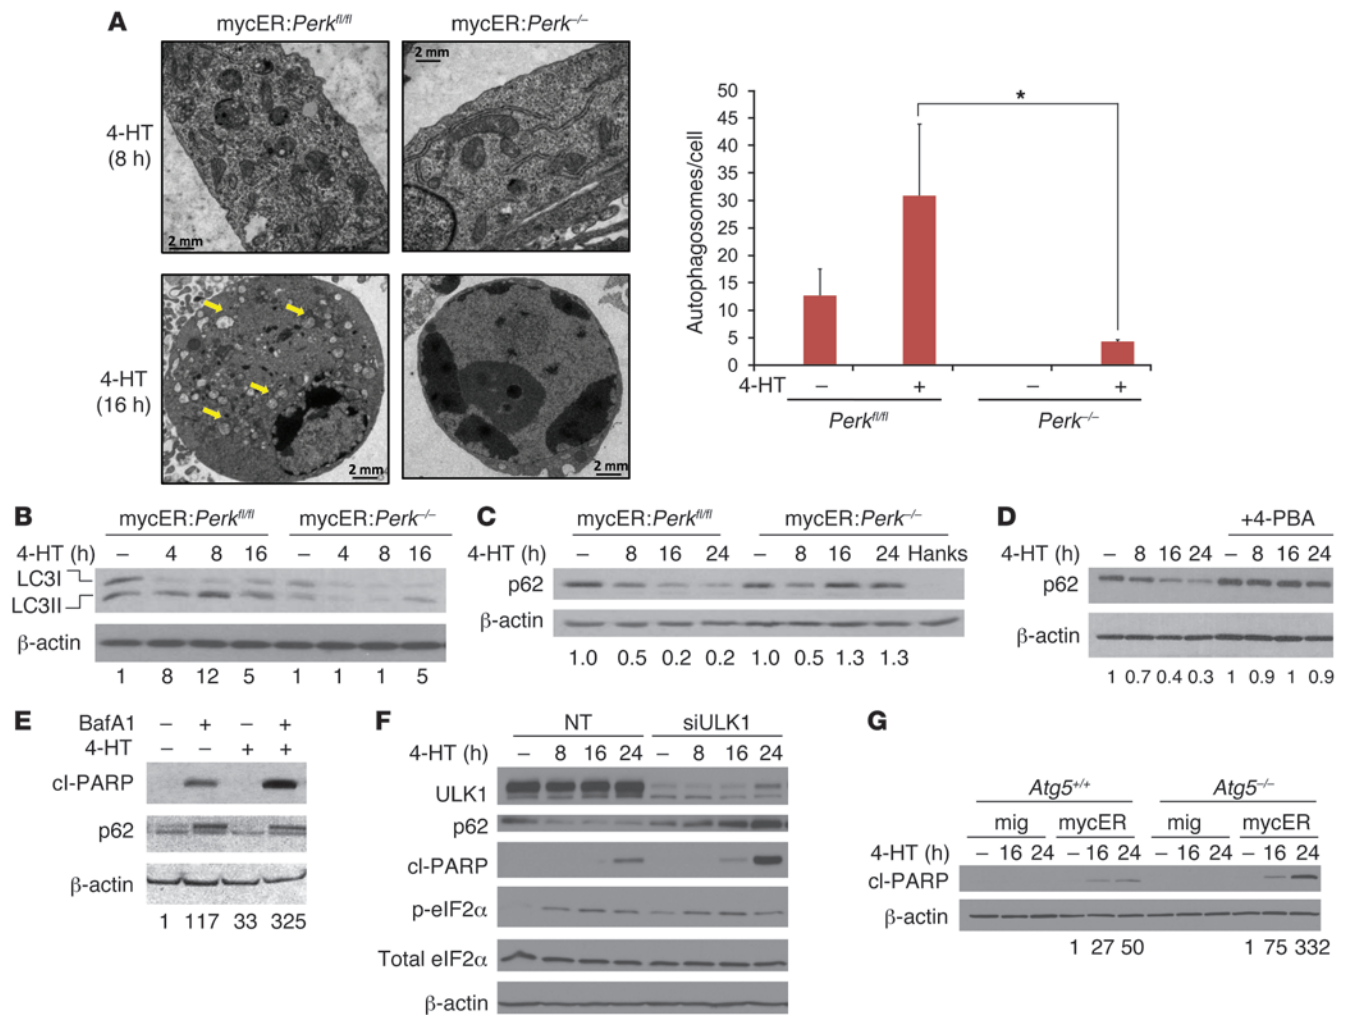 A
mycER:Perkfl/fl
mycER:Perk–/–
4-HT
(8 h)
2 mm
2 mm
4-HT
(16 h)
2 mm
2 mm
Autophagosomes/cell
50
45
40
35
30
25
20
15
10
5
0
*
4-HT – + – +
Perkfl/fl Perk–/–
B
mycER:Perkfl/fl mycER:Perk–/–
4-HT (h) – 4 8 16 – 4 8 16
LC3I
LC3II
β-actin
1 8 12 5 1 1 1 5
C
mycER:Perkfl/fl mycER:Perk–/–
4-HT (h) – 8 16 24 – 8 16 24 Hanks
p62
β-actin
1.0 0.5 0.2 0.2 1.0 0.5 1.3 1.3
D
+4-PBA
4-HT (h) – 8 16 24 – 8 16 24
p62
β-actin
1 0.7 0.4 0.3 1 0.9 1 0.9
E
BafA1 – + – +
4-HT – – + +
cl-PARP
p62
β-actin
1 117 33 325
F
NT siULK1
4-HT (h) – 8 16 24 – 8 16 24
ULK1
p62
cl-PARP
p-eIF2α
Total eIF2α
β-actin
G
Atg5+/+ Atg5–/–
mig mycER mig mycER
4-HT (h) – 16 24 – 16 24 – 16 24 – 16 24
cl-PARP
β-actin
1 27 50 1 75 332